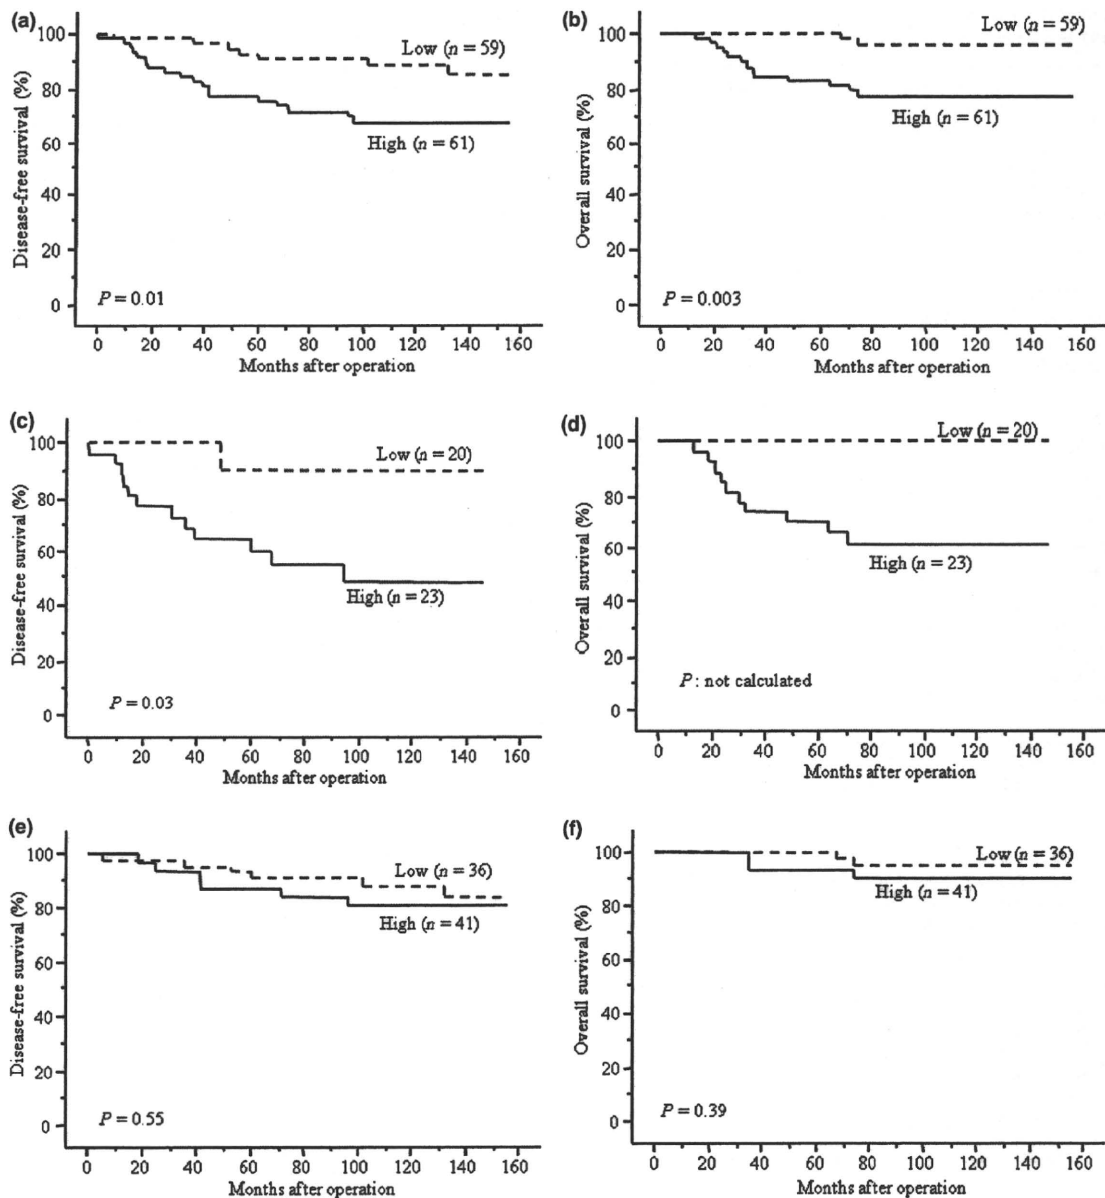 (a)
Disease-free survival (%)
100
80
60
40
20
0
Low (n = 59)
High (n = 61)
P = 0.01
0 20 40 60 80 100 120 140 160
Months after operation
(b)
Overall survival (%)
100
80
60
40
20
0
Low (n = 59)
High (n = 61)
P = 0.003
0 20 40 60 80 100 120 140 160
Months after operation
(c)
Disease-free survival (%)
100
80
60
40
20
0
Low (n = 20)
High (n = 23)
P = 0.03
0 20 40 60 80 100 120 140 160
Months after operation
(d)
Overall survival (%)
100
80
60
40
20
0
Low (n = 20)
High (n = 23)
P : not calculated
0 20 40 60 80 100 120 140 160
Months after operation
(e)
Disease-free survival (%)
100
80
60
40
20
0
Low (n = 36)
High (n = 41)
P = 0.55
0 20 40 60 80 100 120 140 160
Months after operation
(f)
Overall survival (%)
100
80
60
40
20
0
Low (n = 36)
High (n = 41)
P = 0.39
0 20 40 60 80 100 120 140 160
Months after operation